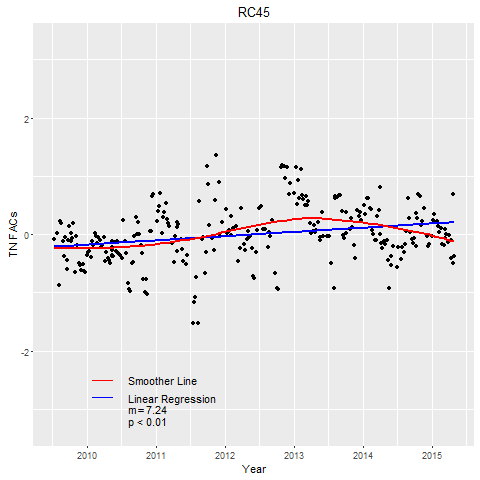 RC45
TN FACs
2
0
-2
Smoother Line
Linear Regression
m = 7.24
p < 0.01
2010 2011 2012 2013 2014 2015
Year